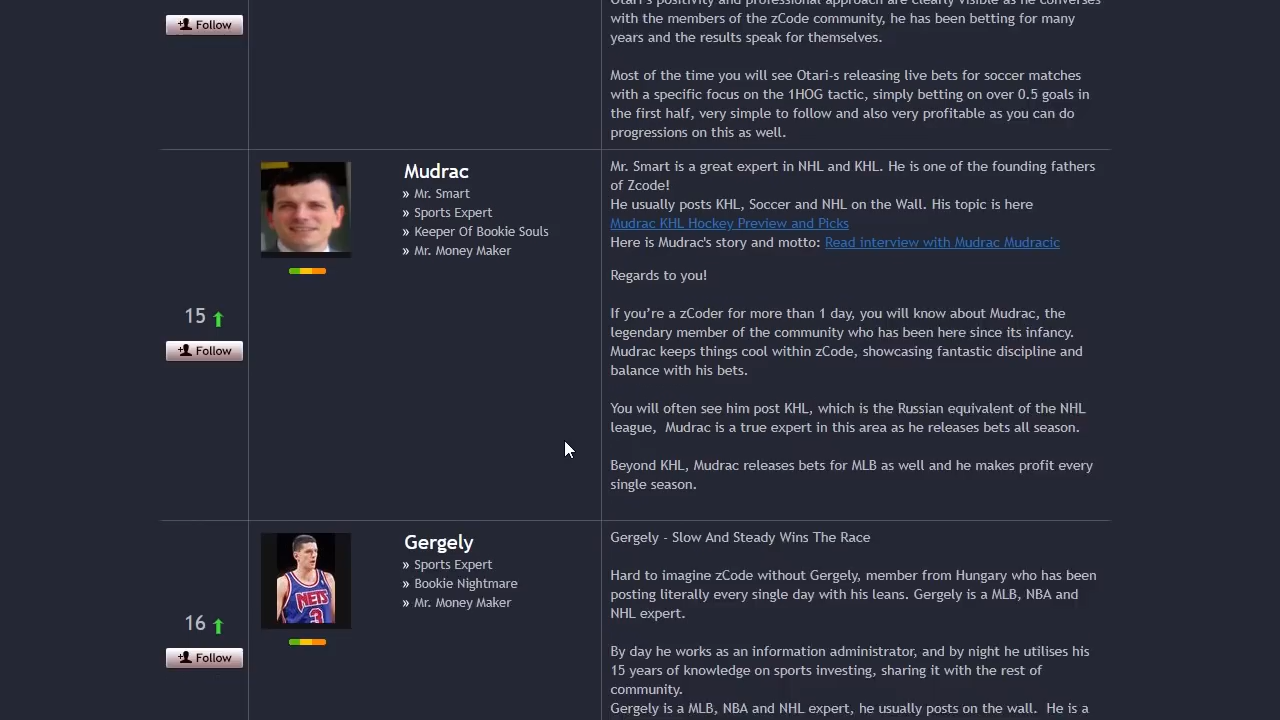 Otari's positivity and professional approach are clearly visible as he converses
with the members of the zCode community, he has been betting for many
years and the results speak for themselves.
Follow
Most of the time you will see Otari-s releasing live bets for soccer matches
with a specific focus on the 1HOG tactic, simply betting on over 0.5 goals in
the first half, very simple to follow and also very profitable as you can do
progressions on this as well.
15
Follow
Mudrac
» Mr. Smart
» Sports Expert
» Keeper Of Bookie Souls
» Mr. Money Maker
Mr. Smart is a great expert in NHL and KHL. He is one of the founding fathers
of Zcode!
He usually posts KHL, Soccer and NHL on the Wall. His topic is here
Mudrac KHL Hockey Preview and Picks
Here is Mudrac's story and motto: Read interview with Mudrac Mudracic
Regards to you!
If you’re a zCoder for more than 1 day, you will know about Mudrac, the
legendary member of the community who has been here since its infancy.
Mudrac keeps things cool within zCode, showcasing fantastic discipline and
balance with his bets.
You will often see him post KHL, which is the Russian equivalent of the NHL
league,  Mudrac is a true expert in this area as he releases bets all season.
Beyond KHL, Mudrac releases bets for MLB as well and he makes profit every
single season.
16
Follow
NETS
3
Gergely
» Sports Expert
» Bookie Nightmare
» Mr. Money Maker
Gergely - Slow And Steady Wins The Race
Hard to imagine zCode without Gergely, member from Hungary who has been
posting literally every single day with his leans. Gergely is a MLB, NBA and
NHL expert.
By day he works as an information administrator, and by night he utilises his
15 years of knowledge on sports investing, sharing it with the rest of
community.
Gergely is a MLB, NBA and NHL expert, he usually posts on the wall.  He is a